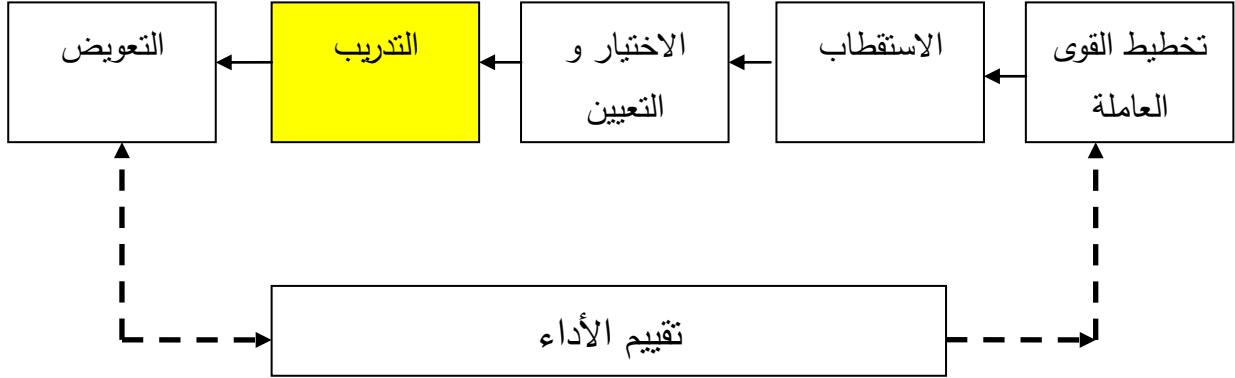 تخطيط القوى
العاملة
الاستقطاب
الاختيار و
التعيين
التدريب
التعويض
تقييم الأداء